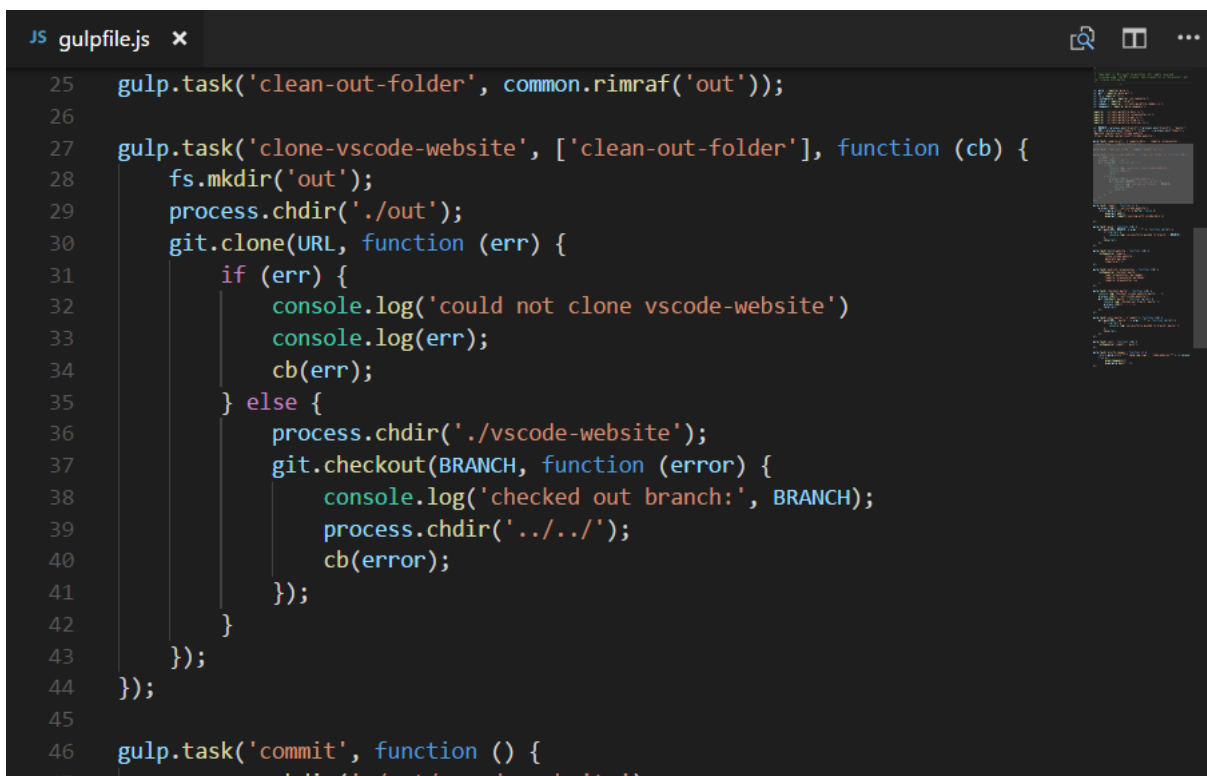 JS gulpfile.js ×
25 gulp.task('clean-out-folder', common.rimraf('out'));
26
27 gulp.task('clone-vscode-website', ['clean-out-folder'], function (cb) {
28     fs.mkdir('out');
29     process.chdir('./out');
30     git.clone(URL, function (err) {
31         if (err) {
32             console.log('could not clone vscode-website')
33             console.log(err);
34             cb(err);
35         } else {
36             process.chdir('./vscode-website');
37             git.checkout(BRANCH, function (error) {
38                 console.log('checked out branch:', BRANCH);
39                 process.chdir('../../');
40                 cb(error);
41             });
42         }
43     });
44 });
45
46 gulp.task('commit', function () {